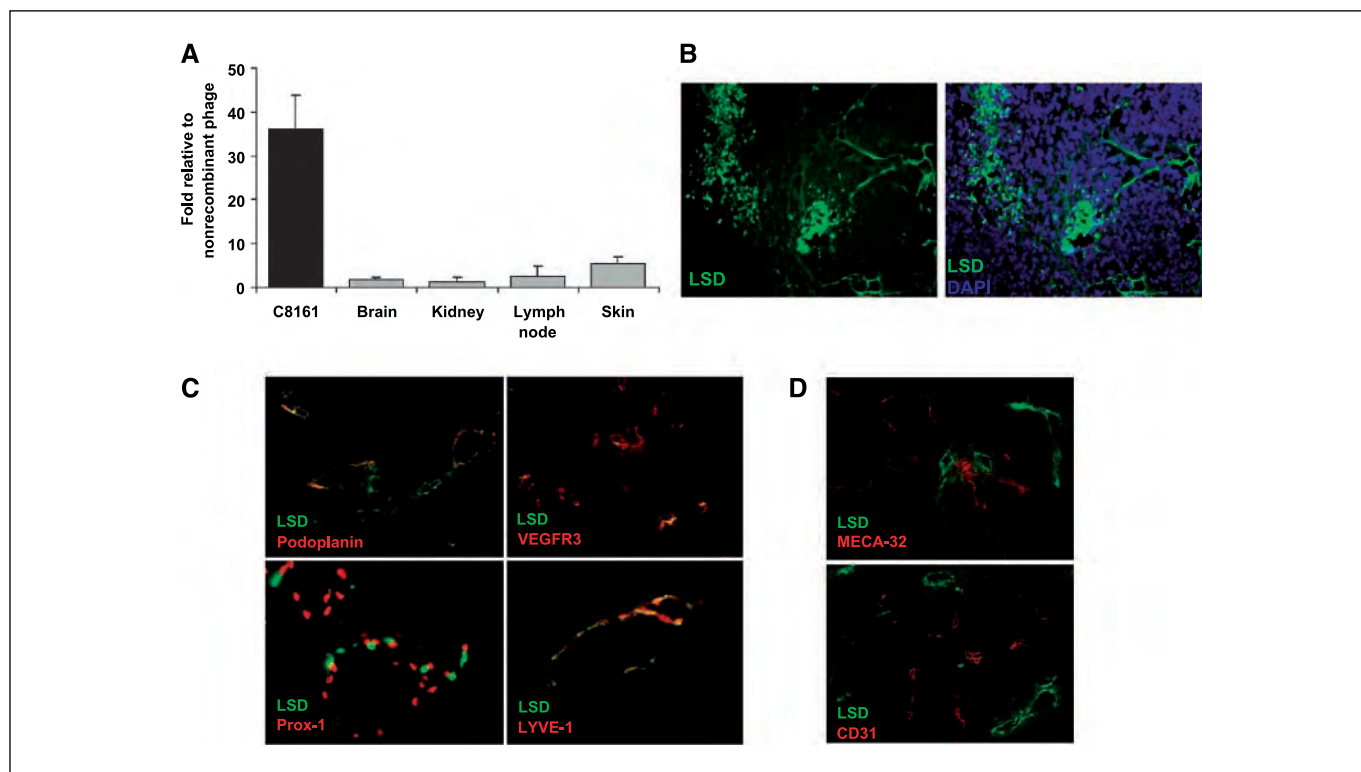 A
Fold relative to
nonrecombinant phage
50
40
30
20
10
0
C8161
Brain
Kidney
Lymph
node
Skin
B
LSD
LSD
DAPI
C
LSD
Podoplanin
LSD
VEGFR3
LSD
Prox-1
LSD
LYVE-1
D
LSD
MECA-32
LSD
CD31